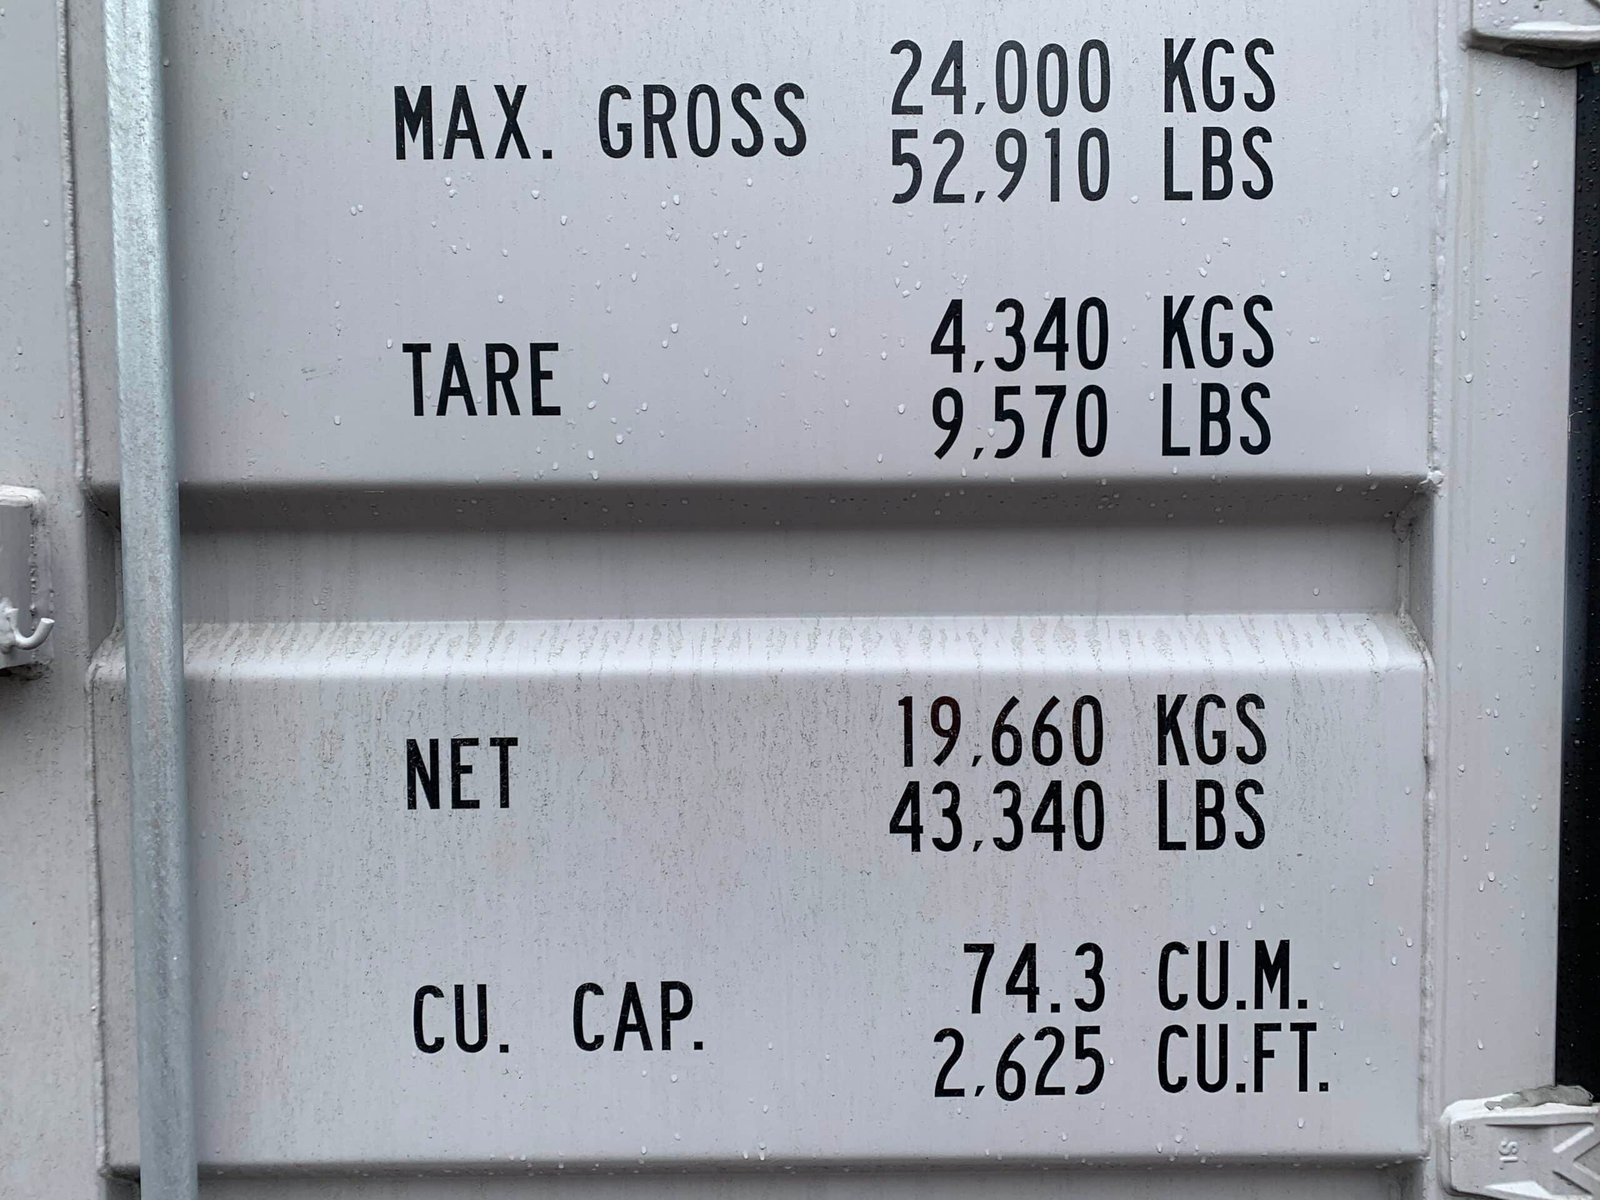 MAX. GROSS 24,000 KGS
52,910 LBS
TARE 4,340 KGS
9,570 LBS
NET 19,660 KGS
43,340 LBS
CU. CAP. 74.3 CU.M.
2,625 CU.FT.